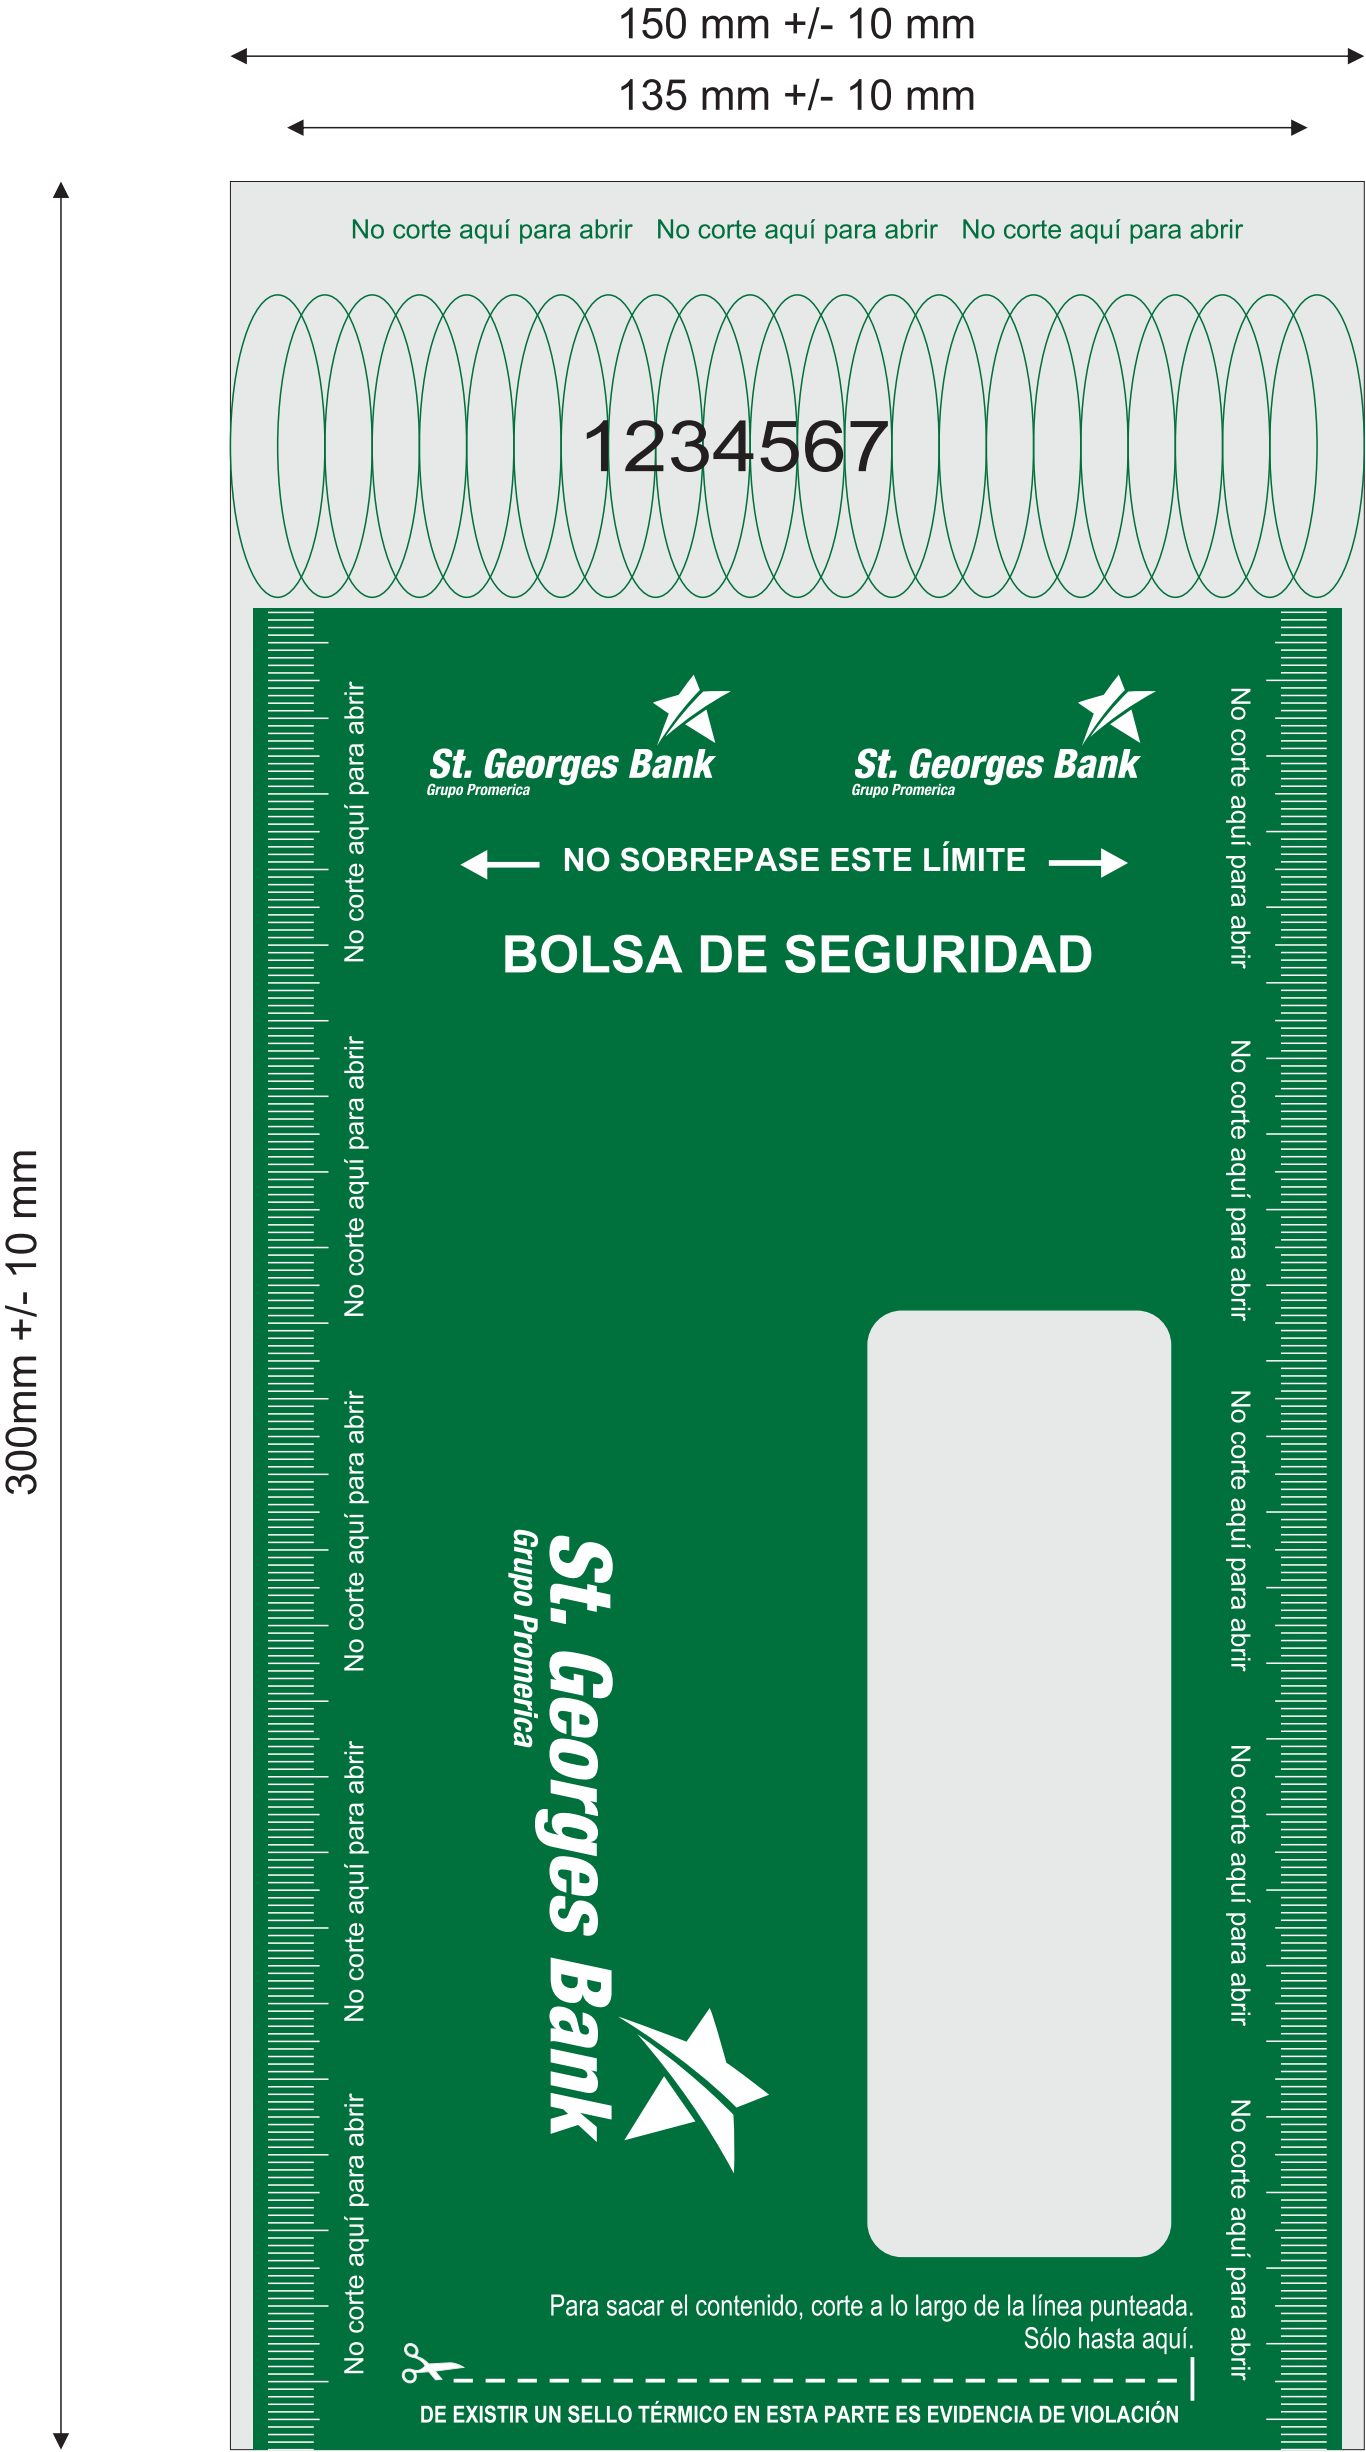 150 mm +/- 10 mm
135 mm +/- 10 mm
300mm +/- 10 mm
No corte aquí para abrir No corte aquí para abrir No corte aquí para abrir
1234567
St. Georges Bank
Grupo Promerica
St. Georges Bank
Grupo Promerica
NO SOBREPASE ESTE LÍMITE
BOLSA DE SEGURIDAD
No corte aquí para abrir
No corte aquí para abrir
No corte aquí para abrir
No corte aquí para abrir
No corte aquí para abrir
No corte aquí para abrir
No corte aquí para abrir
No corte aquí para abrir
No corte aquí para abrir
No corte aquí para abrir
St. Georges Bank
Grupo Promerica
Para sacar el contenido, corte a lo largo de la línea punteada.
Sólo hasta aquí.
DE EXISTIR UN SELLO TÉRMICO EN ESTA PARTE ES EVIDENCIA DE VIOLACIÓN